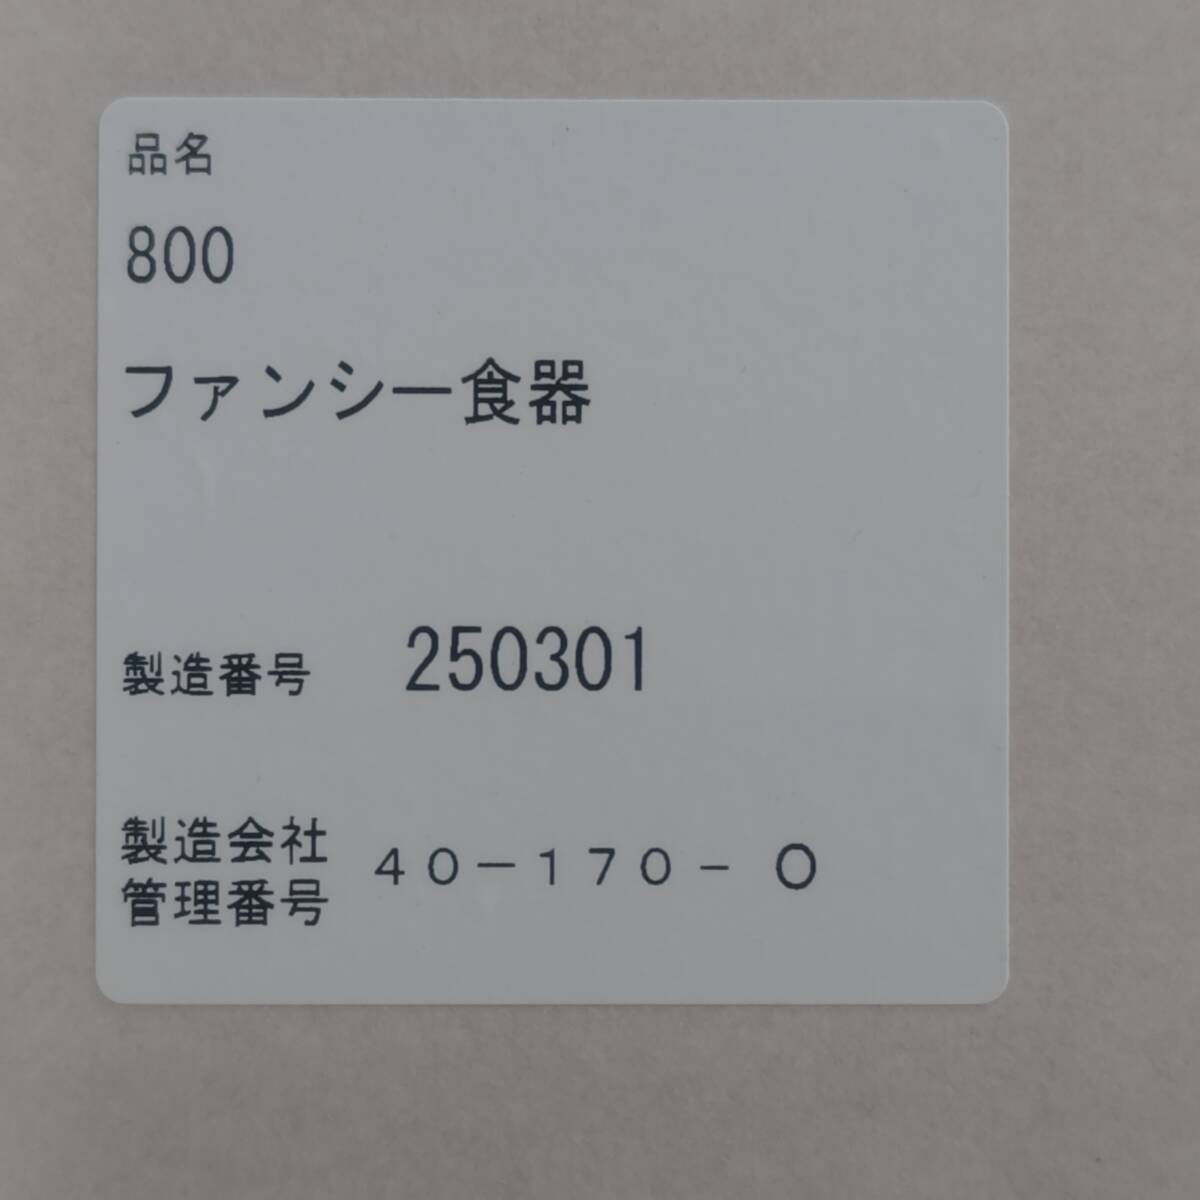 品名
800
ファンシー食器
製造番号 250301
製造会社
管理番号 40-170-O